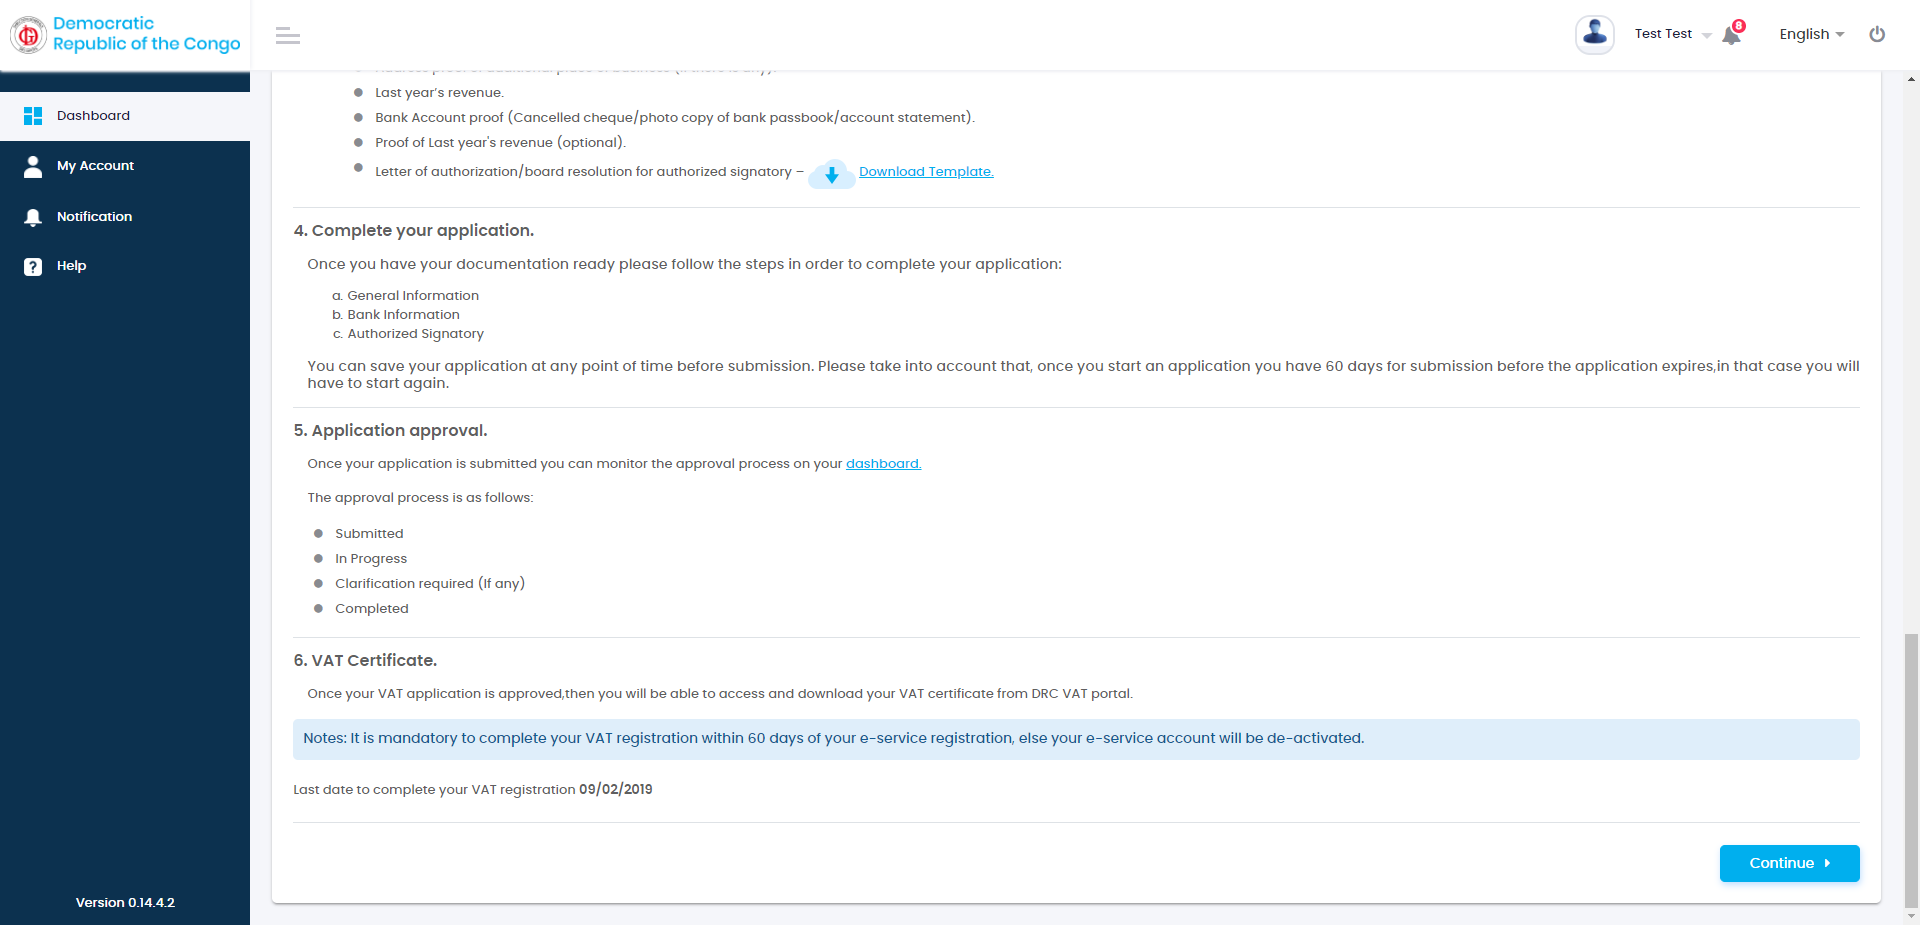 Democratic
Republic of the Congo
Test Test
8
English
Dashboard
My Account
Notification
Help
Version 0.14.4.2
Last year's revenue.
Bank Account proof (Cancelled cheque/photo copy of bank passbook/account statement).
Proof of Last year's revenue (optional).
Letter of authorization/board resolution for authorized signatory – Download Template.
4. Complete your application.
Once you have your documentation ready please follow the steps in order to complete your application:
a. General Information
b. Bank Information
c. Authorized Signatory
You can save your application at any point of time before submission. Please take into account that, once you start an application you have 60 days for submission before the application expires,in that case you will
have to start again.
5. Application approval.
Once your application is submitted you can monitor the approval process on your dashboard.
The approval process is as follows:
Submitted
In Progress
Clarification required (If any)
Completed
6. VAT Certificate.
Once your VAT application is approved,then you will be able to access and download your VAT certificate from DRC VAT portal.
Notes: It is mandatory to complete your VAT registration within 60 days of your e-service registration, else your e-service account will be de-activated.
Last date to complete your VAT registration 09/02/2019
Continue